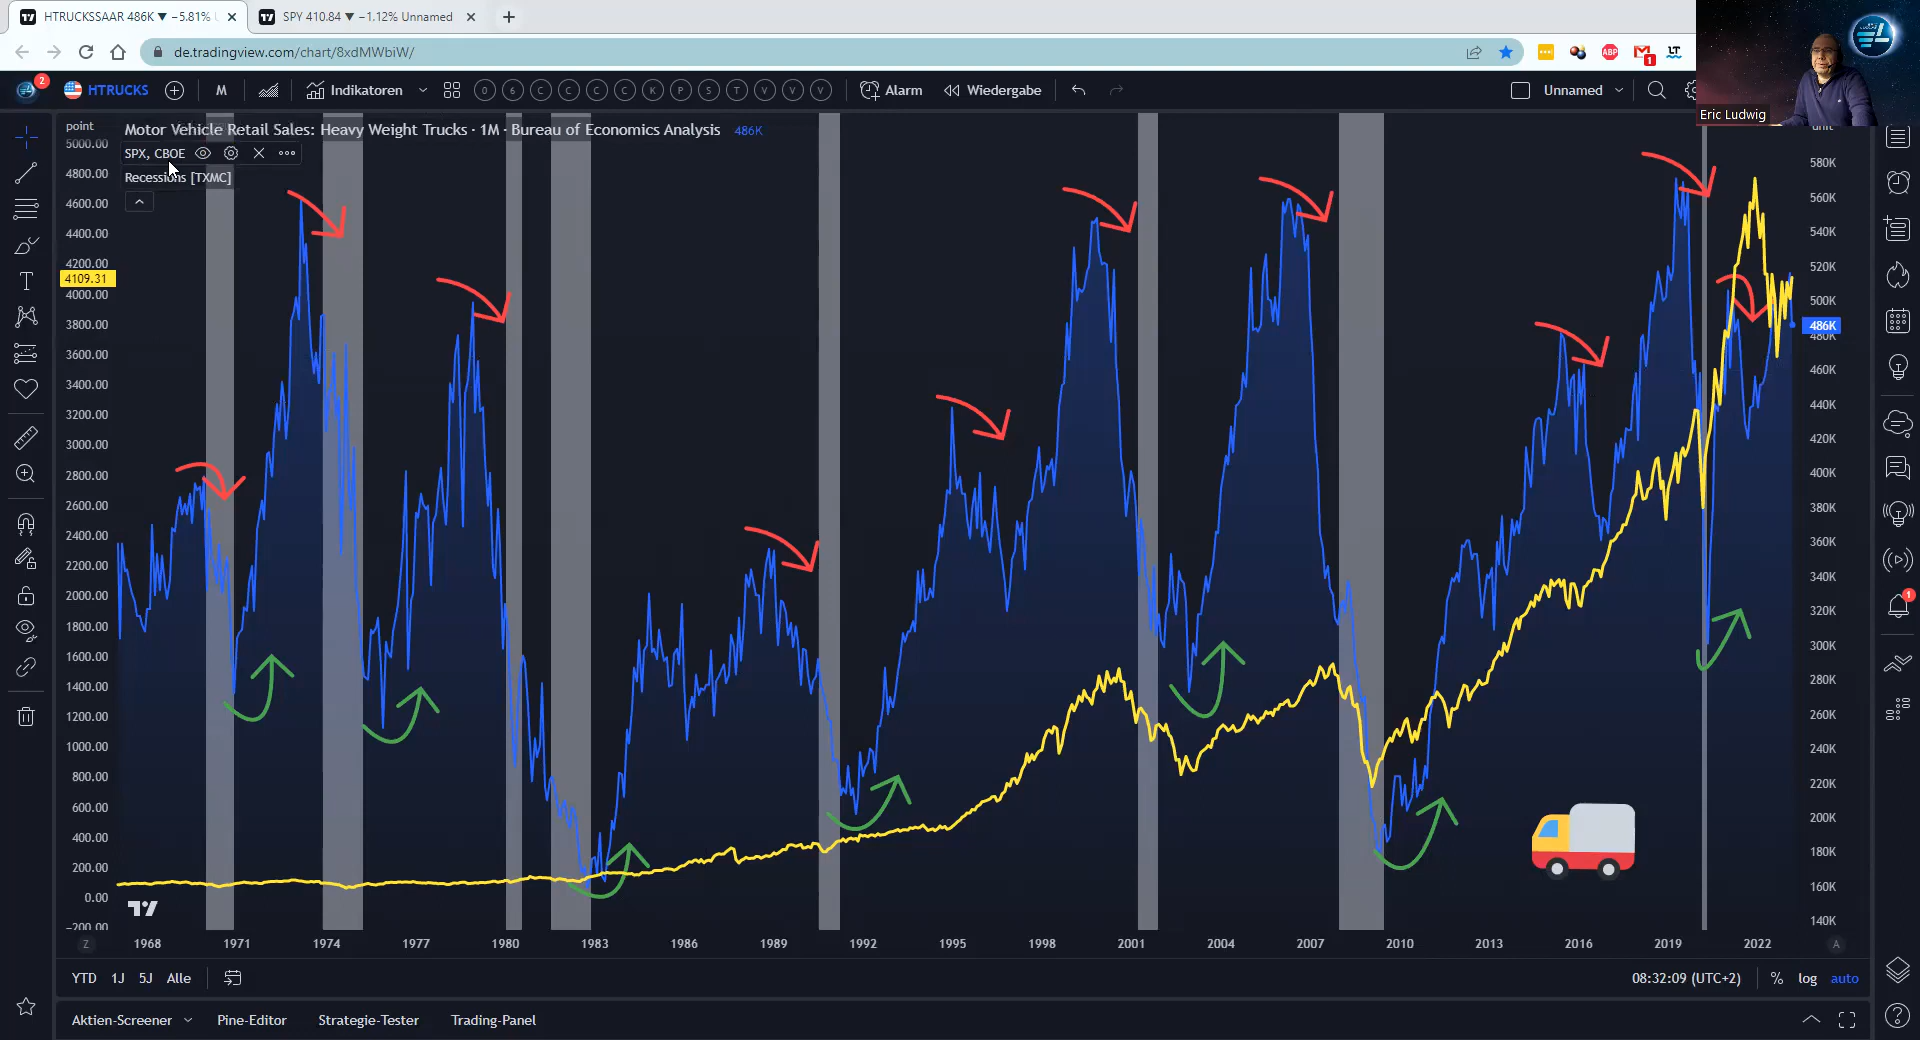 HTRUCKSSAAR 486K ▼ −5.81%
SPY 410.84 ▼ −1.12% Unnamed
de.tradingview.com/chart/8xdMWbiW/
ABP
1
LT
Eric Ludwig
2
HTRUCKS
M
Indikatoren
O 6 C C C C K P S T V V V
Alarm
Wiedergabe
Unnamed
point
Motor Vehicle Retail Sales: Heavy Weight Trucks · 1M · Bureau of Economics Analysis 486K
SPX, CBOE
Recessions [TXMC]
5000.00
4800.00
4600.00
4400.00
4200.00
4109.31
4000.00
3800.00
3600.00
3400.00
3200.00
3000.00
2800.00
2600.00
2400.00
2200.00
2000.00
1800.00
1600.00
1400.00
1200.00
1000.00
800.00
600.00
400.00
200.00
0.00
−200.00
unit
580K
560K
540K
520K
500K
486K
480K
460K
440K
420K
400K
380K
360K
340K
320K
300K
280K
260K
240K
220K
200K
180K
160K
140K
1
Z 1968 1971 1974 1977 1980 1983 1986 1989 1992 1995 1998 2001 2004 2007 2010 2013 2016 2019 2022 A
YTD 1J 5J Alle
08:32:09 (UTC+2) % log auto
Aktien-Screener Pine-Editor Strategie-Tester Trading-Panel